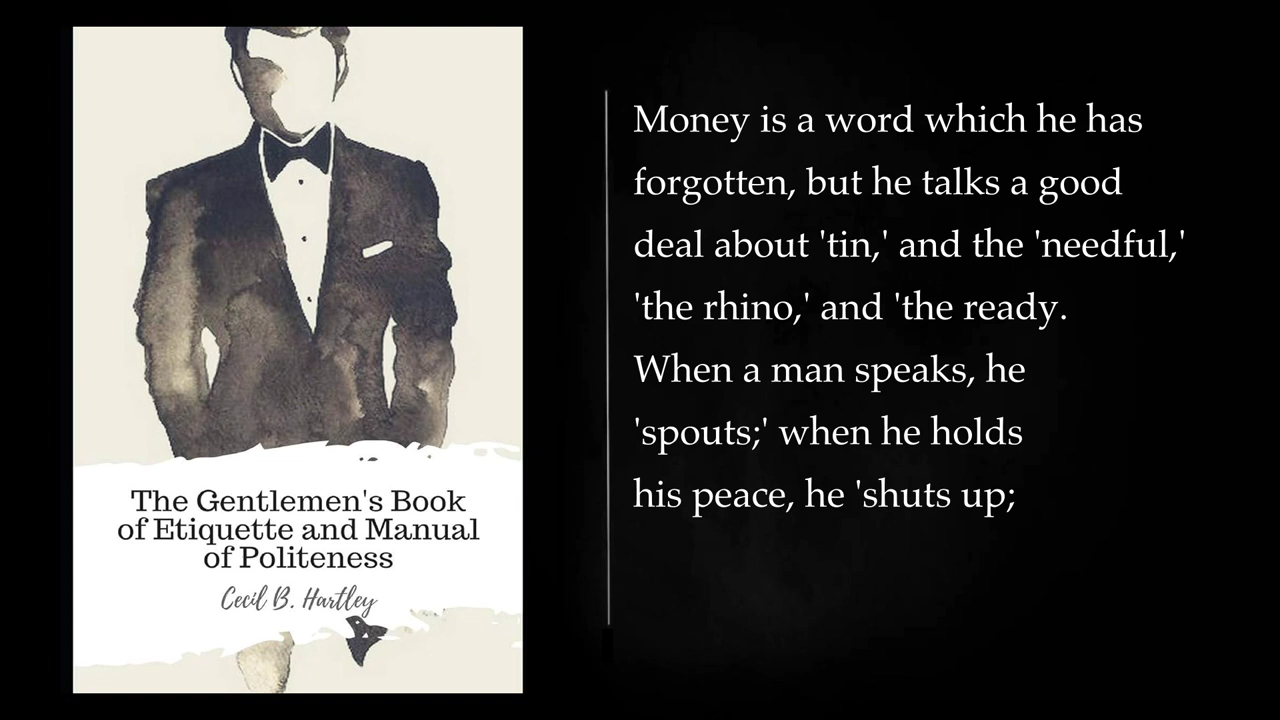 The Gentlemen's Book
of Etiquette and Manual
of Politeness
Cecil B. Hartley
Money is a word which he has
forgotten, but he talks a good
deal about 'tin,' and the 'needful,'
'the rhino,' and 'the ready.
When a man speaks, he
'spouts;' when he holds
his peace, he 'shuts up;